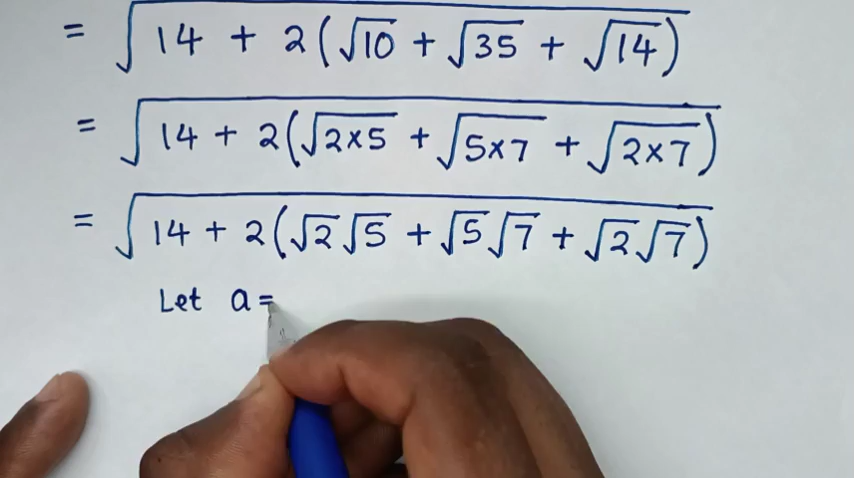 = √(14 + 2(√10 + √35 + √14))
= √(14 + 2(√2×5 + √5×7 + √2×7))
= √(14 + 2(√2√5 + √5√7 + √2√7))
Let a=